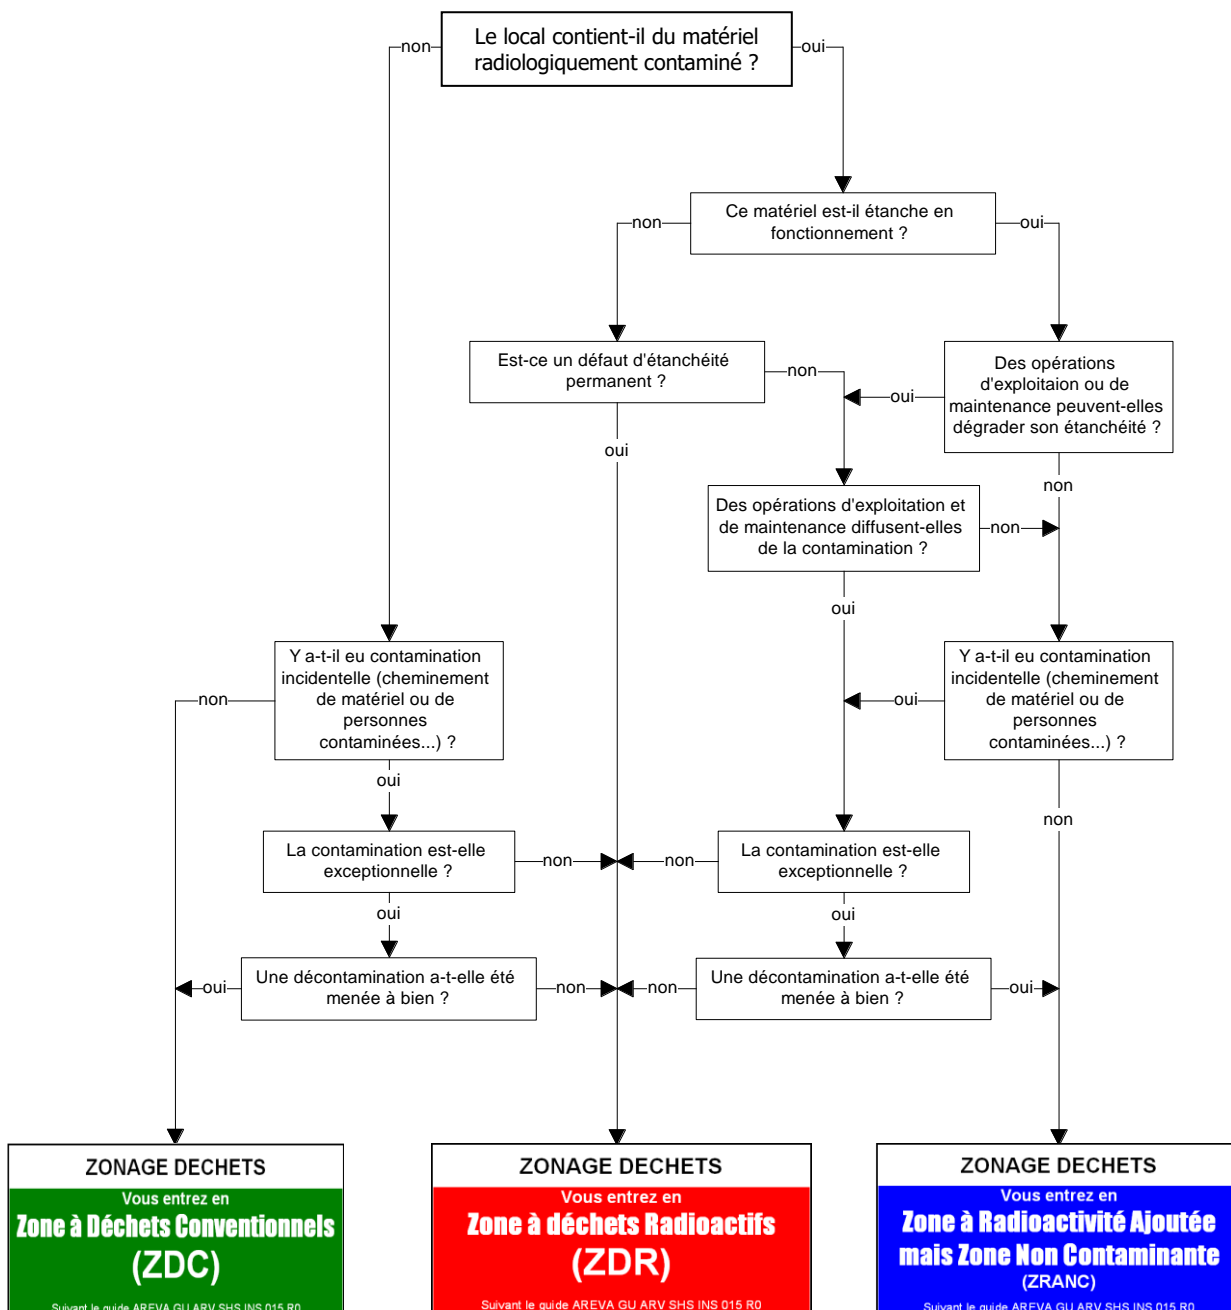 Le local contient-il du matériel
radiologiquement contaminé ?
non
oui
Ce matériel est-il étanche en
fonctionnement ?
non
oui
Est-ce un défaut d'étanchéité
permanent ?
non
oui
Des opérations
d'exploitaion ou de
maintenance peuvent-elles
dégrader son étanchéité ?
oui
non
Des opérations d'exploitation et
de maintenance diffusent-elles
de la contamination ?
non
oui
Y a-t-il eu contamination
incidentelle (cheminement
de matériel ou de
personnes
contaminées...) ?
non
oui
Y a-t-il eu contamination
incidentelle (cheminement
de matériel ou de
personnes
contaminées...) ?
oui
non
La contamination est-elle
exceptionnelle ?
non
oui
La contamination est-elle
exceptionnelle ?
non
oui
Une décontamination a-t-elle été
menée à bien ?
oui
non
Une décontamination a-t-elle été
menée à bien ?
non
oui
ZONAGE DECHETS
Vous entrez en
Zone à Déchets Conventionnels
(ZDC)
Suivant le guide AREVA GU ARV SHS INS 015 R0
ZONAGE DECHETS
Vous entrez en
Zone à déchets Radioactifs
(ZDR)
Suivant le guide AREVA GU ARV SHS INS 015 R0
ZONAGE DECHETS
Vous entrez en
Zone à Radioactivité Ajoutée
mais Zone Non Contaminante
(ZRANC)
Suivant le guide AREVA GU ARV SHS INS 015 R0